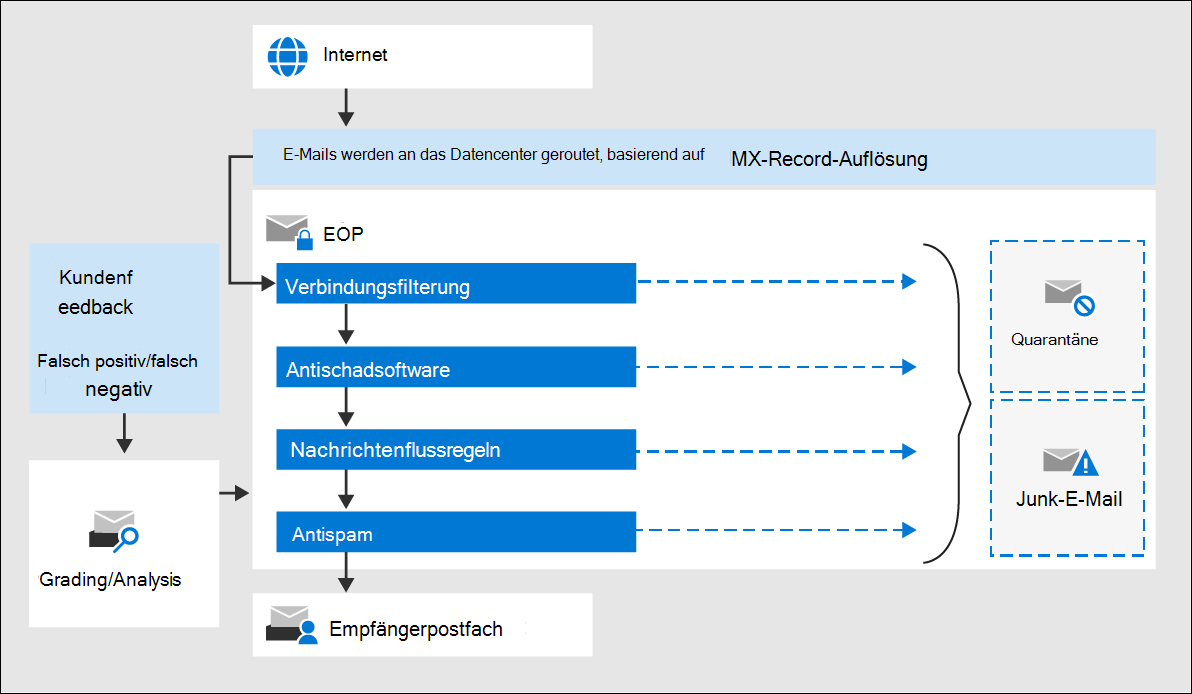 Internet
E-Mails werden an das Datencenter geroutet, basierend auf MX-Record-Auflösung
EOP
Verbindungsfilterung
Antischadsoftware
Nachrichtenflussregeln
Antispam
Empfängerpostfach
Kundenf
eedback
Falsch positiv/falsch
negativ
Grading/Analysis
Quarantäne
Junk-E-Mail